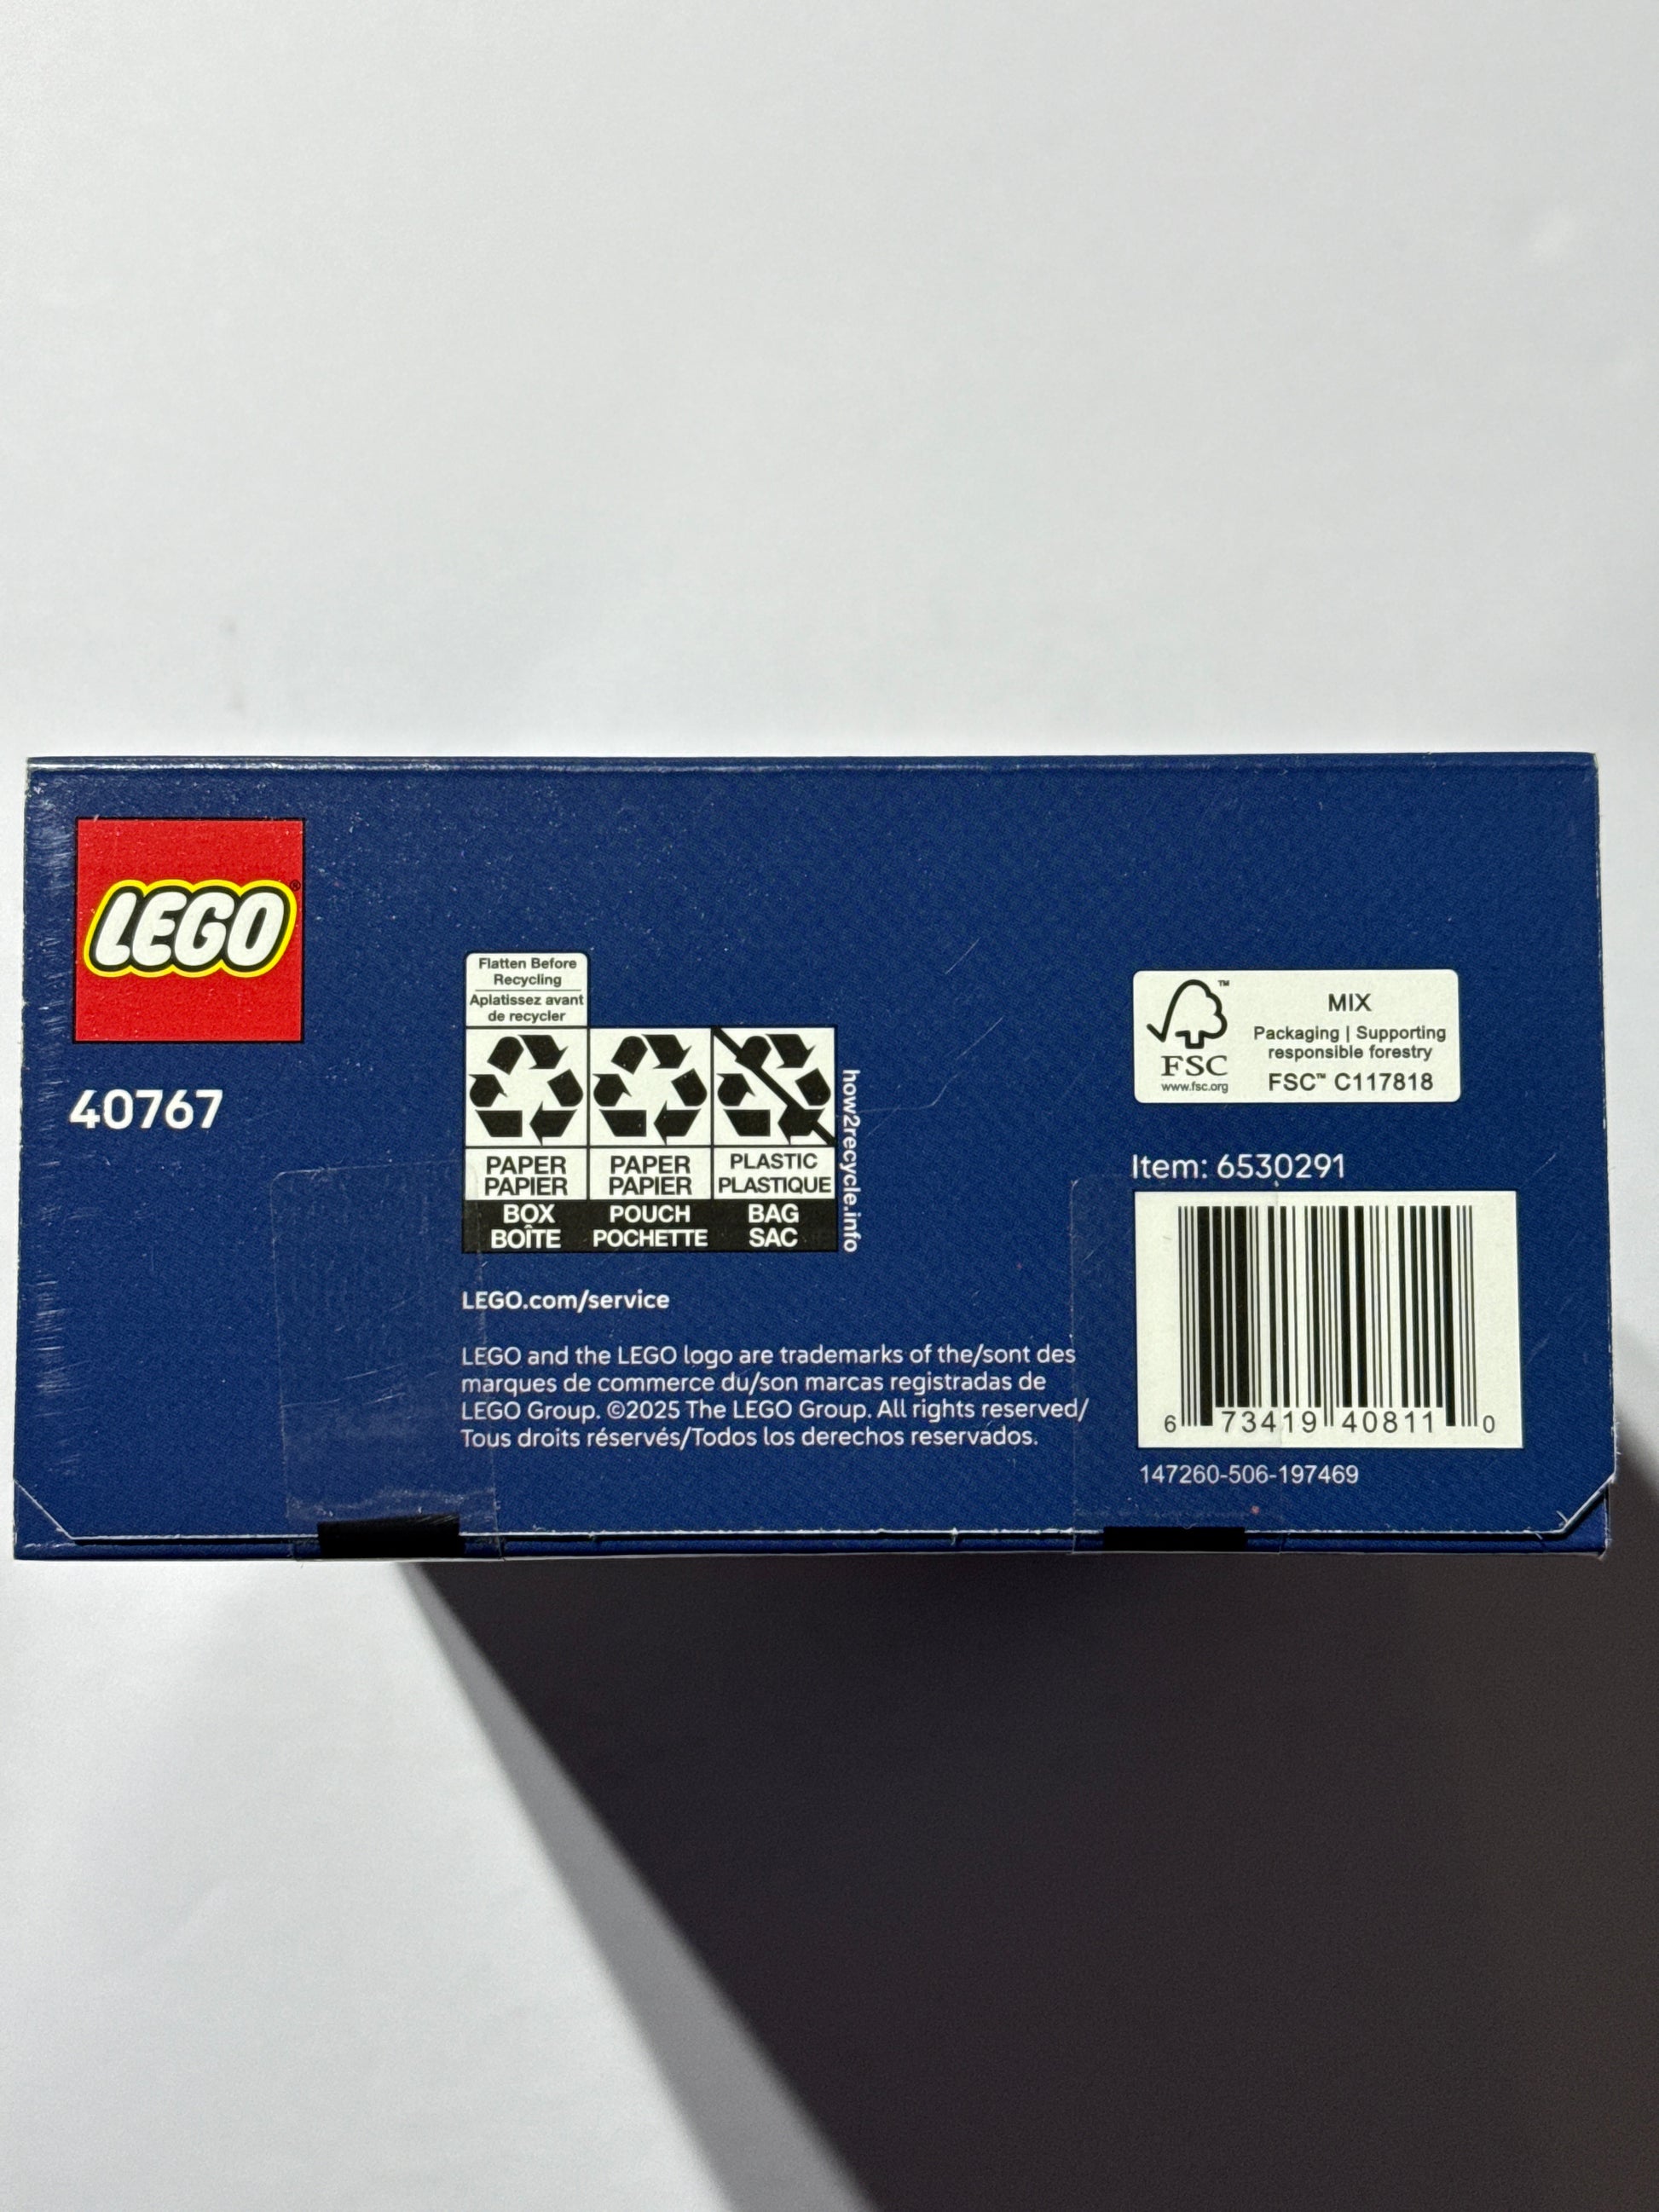 LEGO®
40767
Flatten Before
Recycling
Aplatissez avant
de recycler
PAPER
PAPIER
BOX
BOÎTE
PAPER
PAPIER
POUCH
POCHETTE
PLASTIC
PLASTIQUE
BAG
SAC
how2recycle.info
LEGO.com/service
LEGO and the LEGO logo are trademarks of the/sont des
marques de commerce du/son marcas registradas de
LEGO Group. ©2025 The LEGO Group. All rights reserved/
Tous droits réservés/Todos los derechos reservados.
™
FSC
www.fsc.org
MIX
Packaging | Supporting
responsible forestry
FSC™ C117818
Item: 6530291
6 73419 40811 0
147260-506-197469